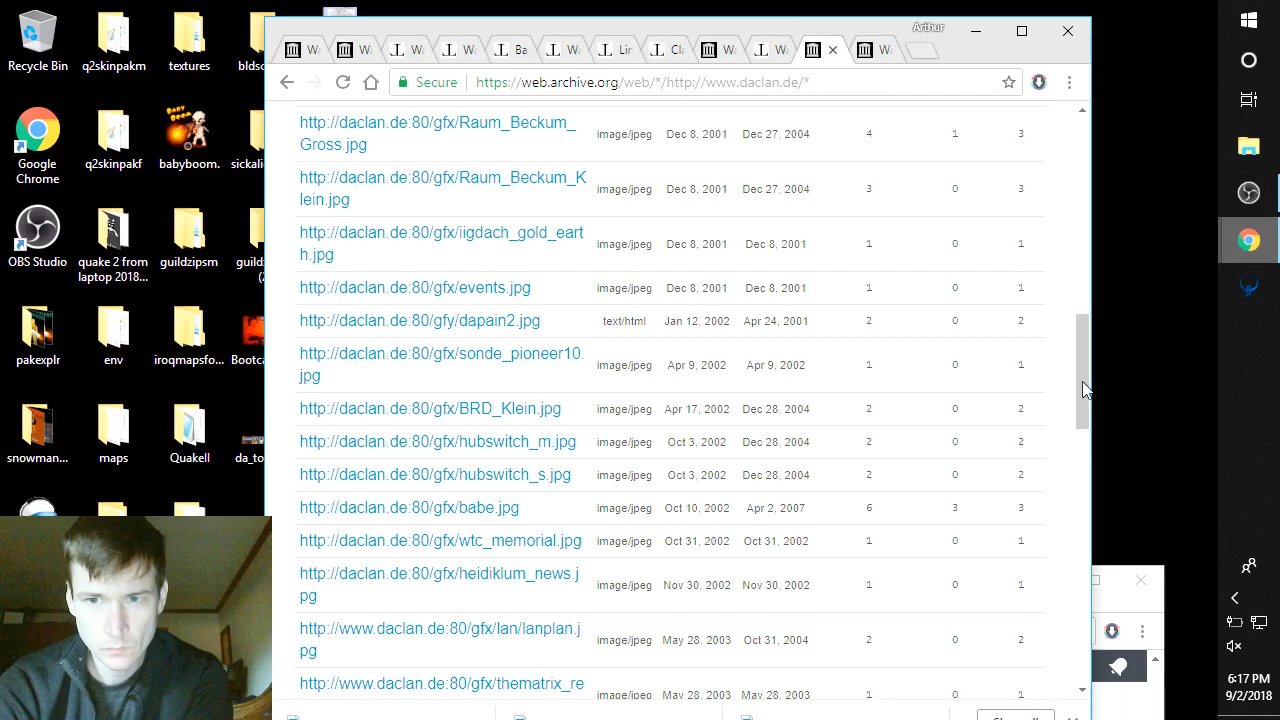 Arthur
Secure
https://web.archive.org/web/*/http://www.daclan.de/*
Recycle Bin
q2skinpakm
textures
Google
Chrome
q2skinpakf
babyboom.
OBS Studio
quake 2 from
laptop 2018...
guildzipsm
pakexplr
env
iroqmapsfo...
snowman...
maps
Quakell
http://daclan.de:80/gfx/Raum_Beckum_
Gross.jpg
image/jpeg Dec 8, 2001 Dec 27, 2004 4 1 3
http://daclan.de:80/gfx/Raum_Beckum_K
lein.jpg
image/jpeg Dec 8, 2001 Dec 27, 2004 3 0 3
http://daclan.de:80/gfx/iigdach_gold_eart
h.jpg
image/jpeg Dec 8, 2001 Dec 8, 2001 1 0 1
http://daclan.de:80/gfx/events.jpg image/jpeg Dec 8, 2001 Dec 8, 2001 1 0 1
http://daclan.de:80/gfy/dapain2.jpg text/html Jan 12, 2002 Apr 24, 2001 2 0 2
http://daclan.de:80/gfx/sonde_pioneer10.
jpg
image/jpeg Apr 9, 2002 Apr 9, 2002 1 0 1
http://daclan.de:80/gfx/BRD_Klein.jpg image/jpeg Apr 17, 2002 Dec 28, 2004 2 0 2
http://daclan.de:80/gfx/hubswitch_m.jpg image/jpeg Oct 3, 2002 Dec 28, 2004 2 0 2
http://daclan.de:80/gfx/hubswitch_s.jpg image/jpeg Oct 3, 2002 Dec 28, 2004 2 0 2
http://daclan.de:80/gfx/babe.jpg image/jpeg Oct 10, 2002 Apr 2, 2007 6 3 3
http://daclan.de:80/gfx/wtc_memorial.jpg image/jpeg Oct 31, 2002 Oct 31, 2002 1 0 1
http://daclan.de:80/gfx/heidiklum_news.j
pg
image/jpeg Nov 30, 2002 Nov 30, 2002 1 0 1
http://www.daclan.de:80/gfx/lan/lanplan.j
pg
image/jpeg May 28, 2003 Oct 31, 2004 2 0 2
http://www.daclan.de:80/gfx/thematrix_re
image/jpeg May 28, 2003 May 28, 2003 1 0 1
6:17 PM
9/2/2018